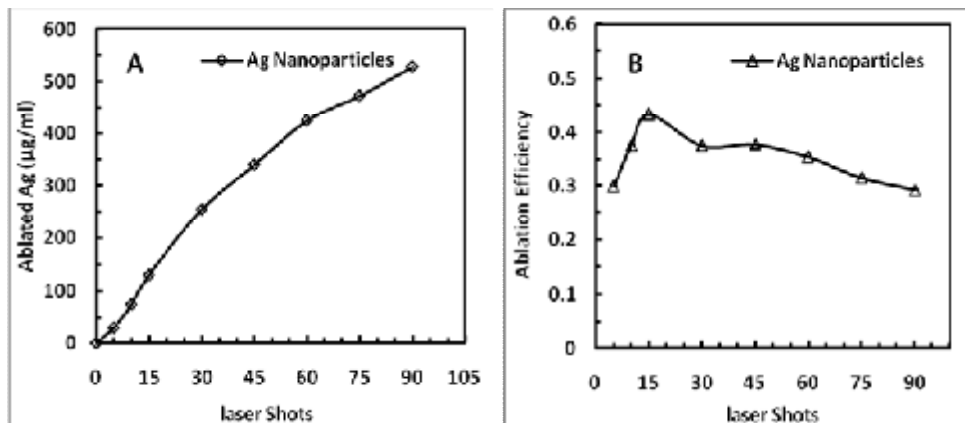 600
A
Ag Nanoparticles
500
400
300
200
100
0
Ablated Ag (µg/ml)
0 15 30 45 60 75 90 105
laser Shots
0.6
B
Ag Nanoparticles
0.5
0.4
0.3
0.2
0.1
0
Ablation Efficiency
0 15 30 45 60 75 90
laser Shots